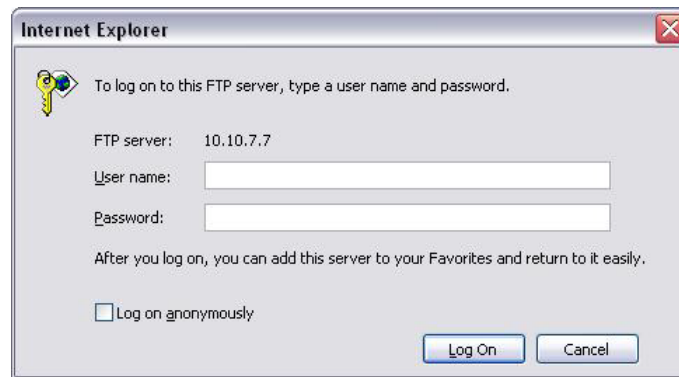 Internet Explorer
To log on to this FTP server, type a user name and password.
FTP server: 10.10.7.7
User name:
Password:
After you log on, you can add this server to your Favorites and return to it easily.
Log on anonymously
Log On Cancel